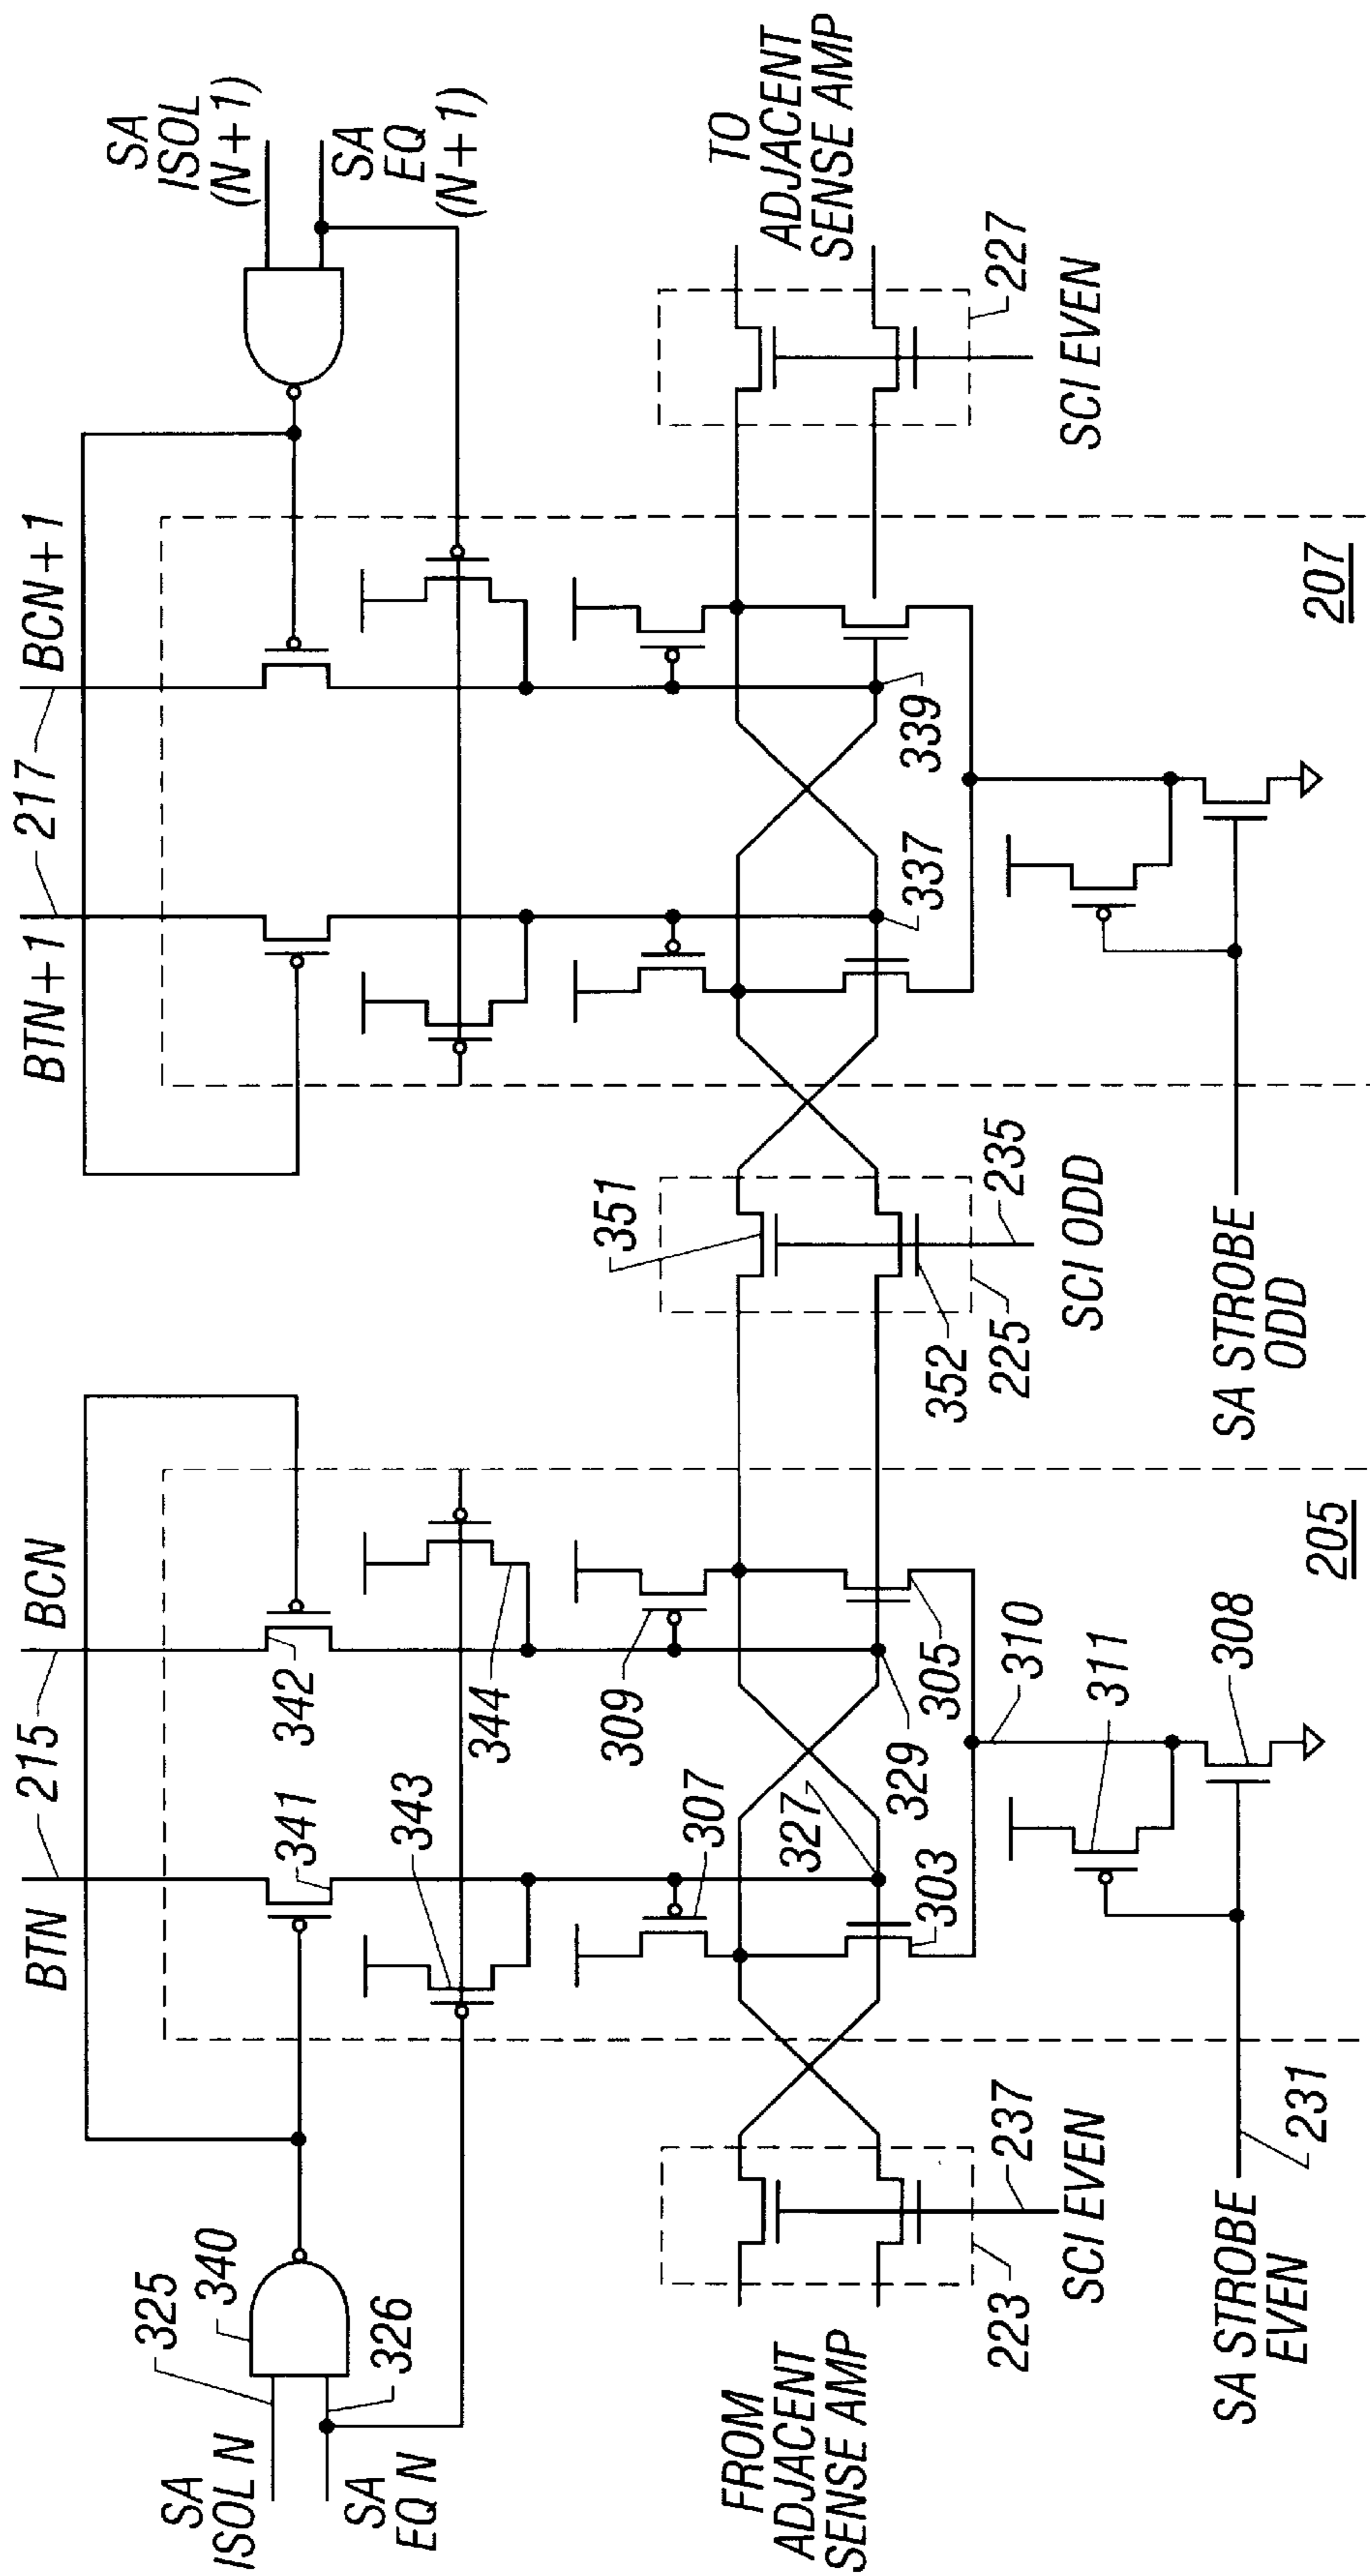 SA
ISOL N
SA
EQ N
325
340
326
BTN
215
BCN
341
342
343
344
307
309
327
329
303
305
310
311
308
205
FROM
ADJACENT
SENSE AMP
223
237
SCI EVEN
SA STROBE
EVEN
231
351
352
225
235
SCI ODD
SA STROBE
ODD
BTN+1
217
BCN+1
SA
ISOL
(N+1)
SA
EQ
(N+1)
337
339
207
TO
ADJACENT
SENSE AMP
227
SCI EVEN